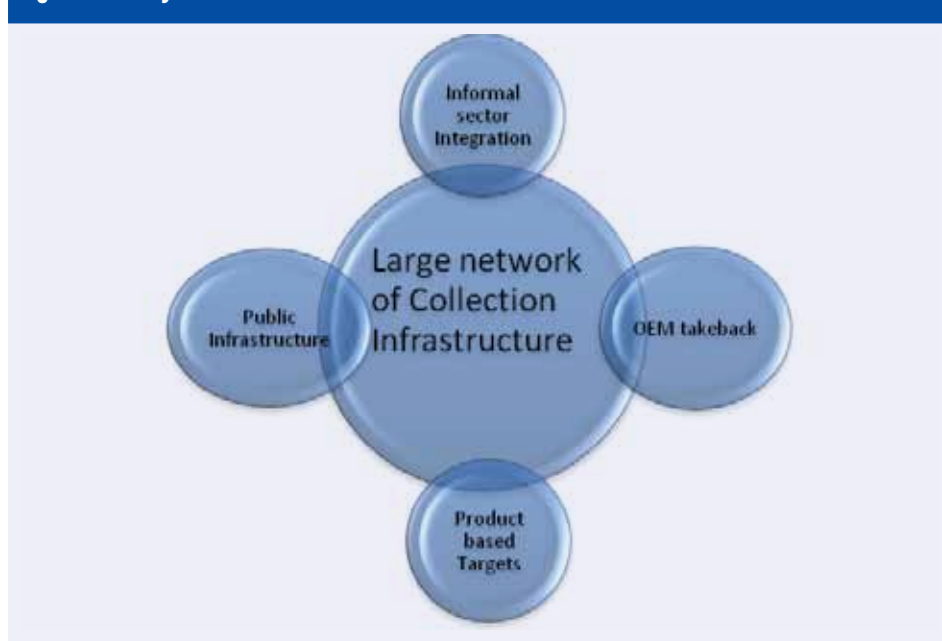 Informal
sector
Integration
Large network
of Collection
Infrastructure
Public
Infrastructure
OEM takeback
Product
based
Targets